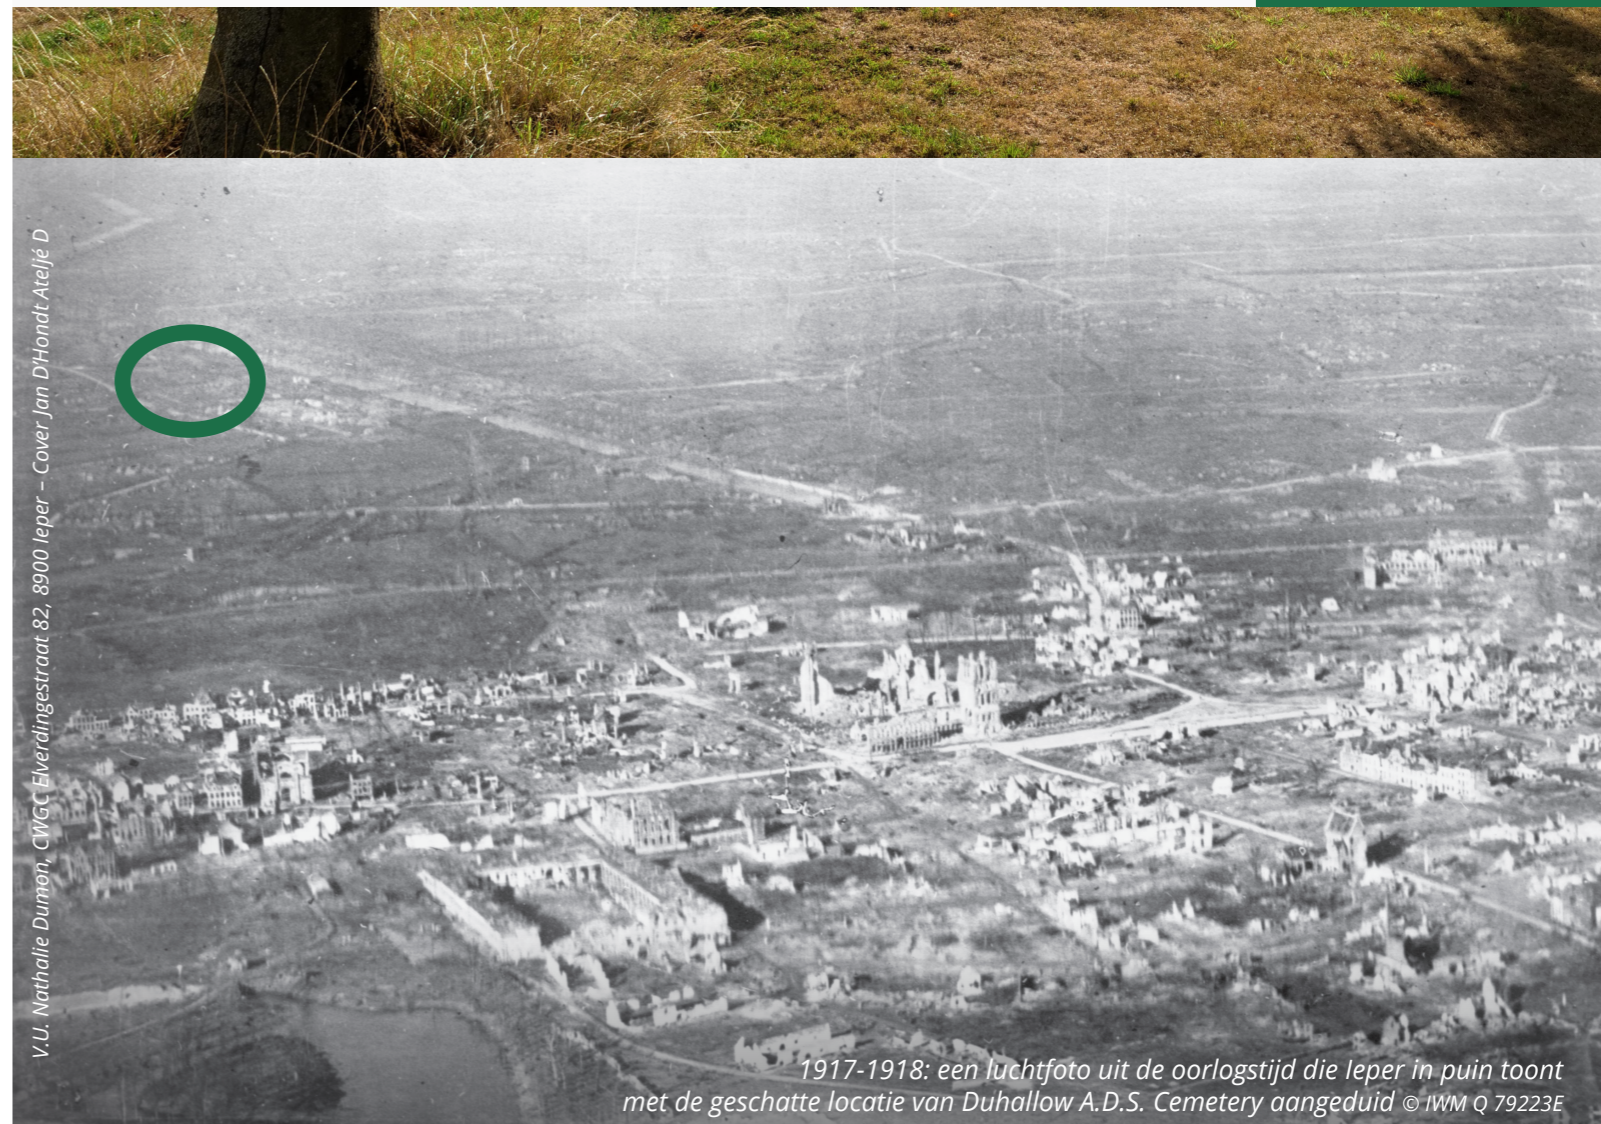 V.U. Nathalie Dumon, CWGC Elverdingestraat 82, 8900 Ieper – Cover Jan D'Hondt Ateljé D
1917-1918: een luchtfoto uit de oorlogstijd die Ieper in puin toont
met de geschatte locatie van Duhallow A.D.S. Cemetery aangeduid © IWM Q 79223E